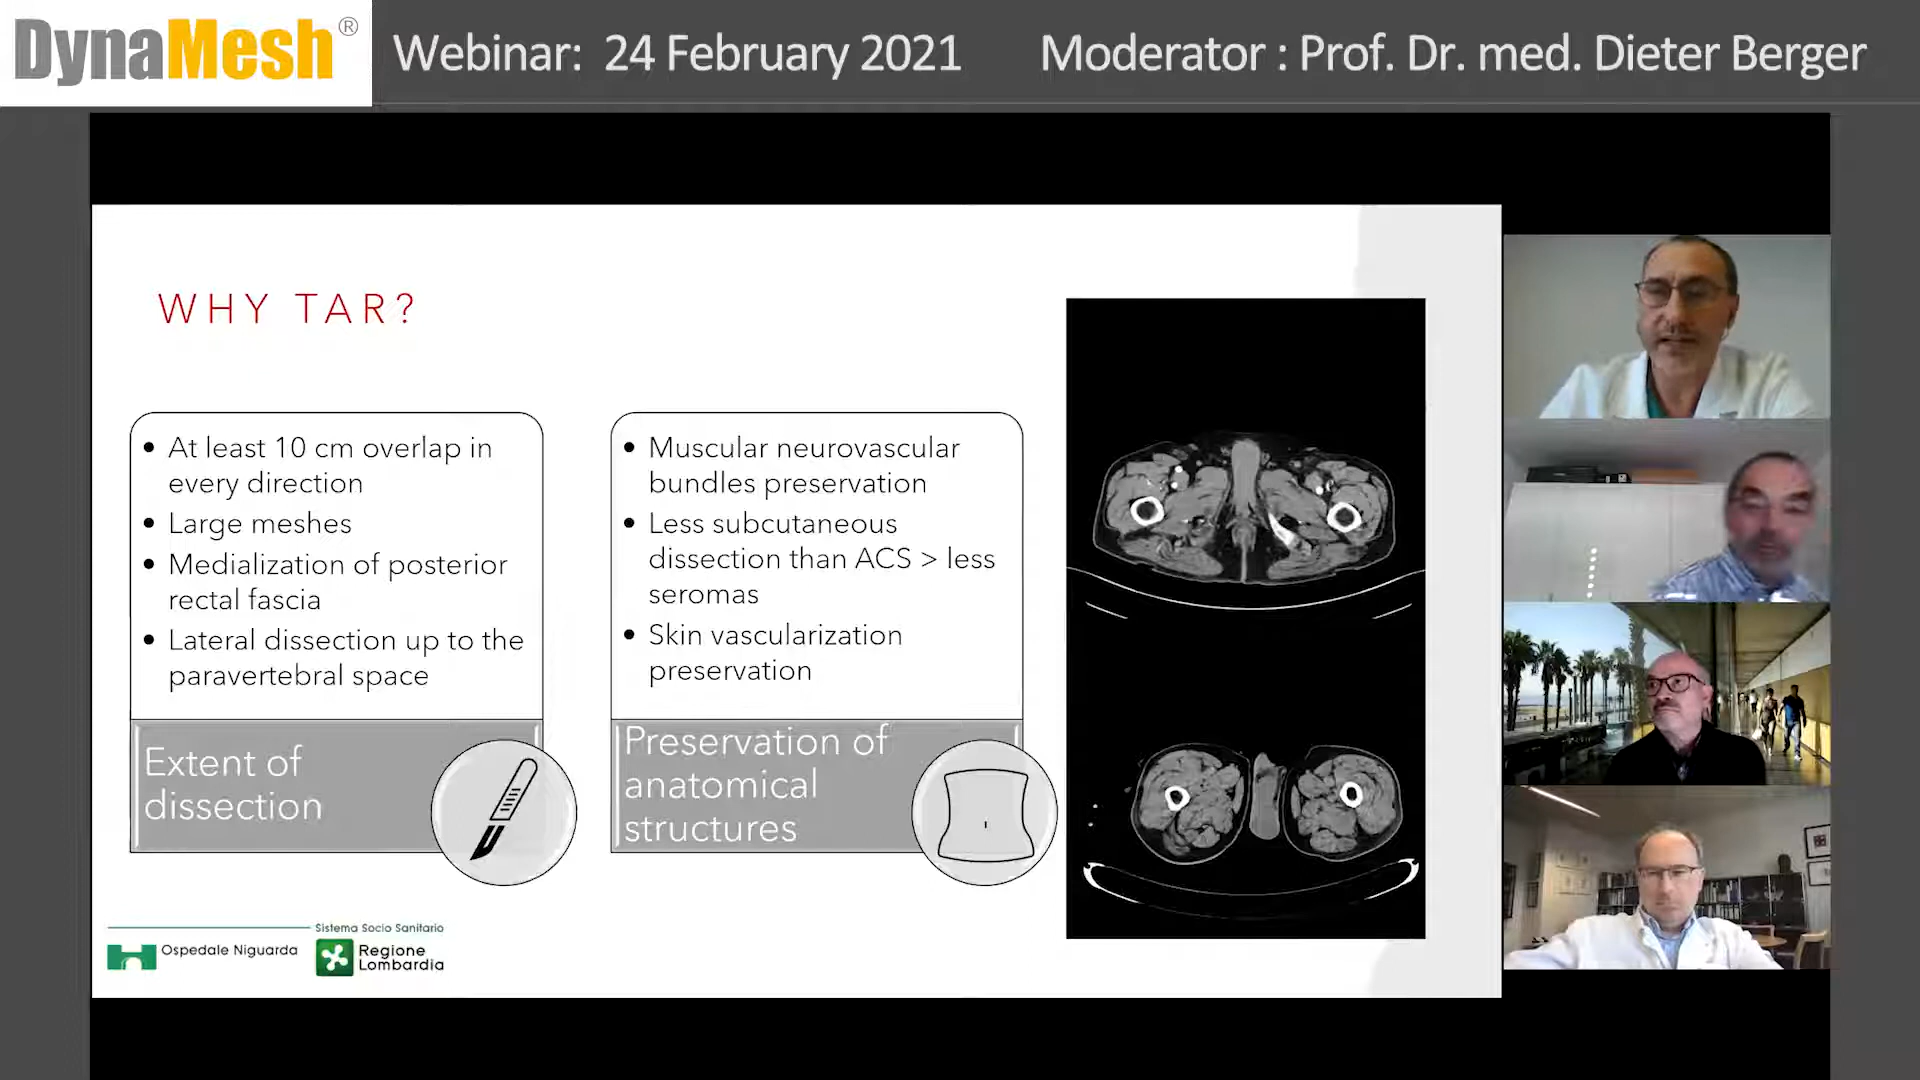 DynaMesh®
Webinar: 24 February 2021
Moderator : Prof. Dr. med. Dieter Berger
WHY TAR?
• At least 10 cm overlap in
every direction
• Large meshes
• Medialization of posterior
rectal fascia
• Lateral dissection up to the
paravertebral space
Extent of
dissection
• Muscular neurovascular
bundles preservation
• Less subcutaneous
dissection than ACS > less
seromas
• Skin vascularization
preservation
Preservation of
anatomical
structures
Ospedale Niguarda
Sistema Socio Sanitario
Regione
Lombardia